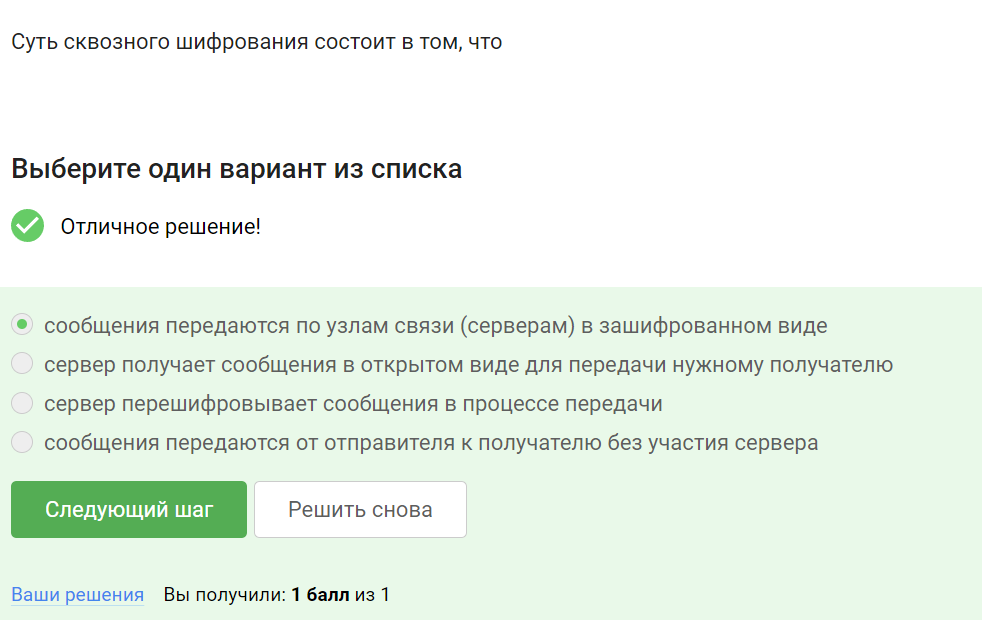 Суть сквозного шифрования состоит в том, что
Выберите один вариант из списка
Отличное решение!
сообщения передаются по узлам связи (серверам) в зашифрованном виде
сервер получает сообщения в открытом виде для передачи нужному получателю
сервер перешифровывает сообщения в процессе передачи
сообщения передаются от отправителя к получателю без участия сервера
Следующий шаг Решить снова
Ваши решения Вы получили: 1 балл из 1